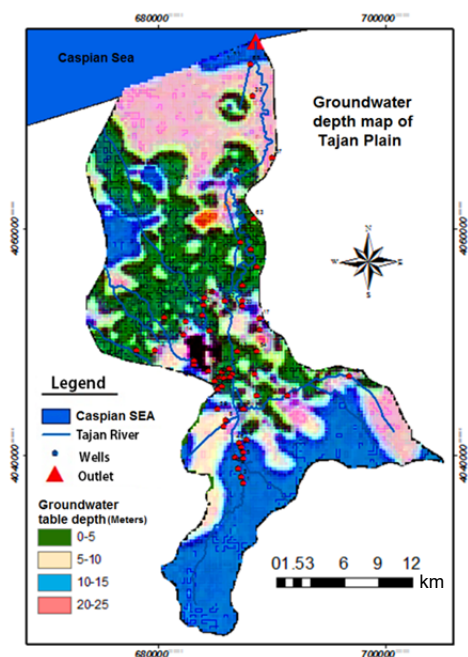 680000
700000
Caspian Sea
Groundwater
depth map of
Tajan Plain
4060000
N
W
E
S
Legend
Caspian SEA
Tajan River
Wells
Outlet
4040000
Groundwater
table depth(Meters)
0-5
5-10
10-15
20-25
01.53 6 9 12
km
680000
700000